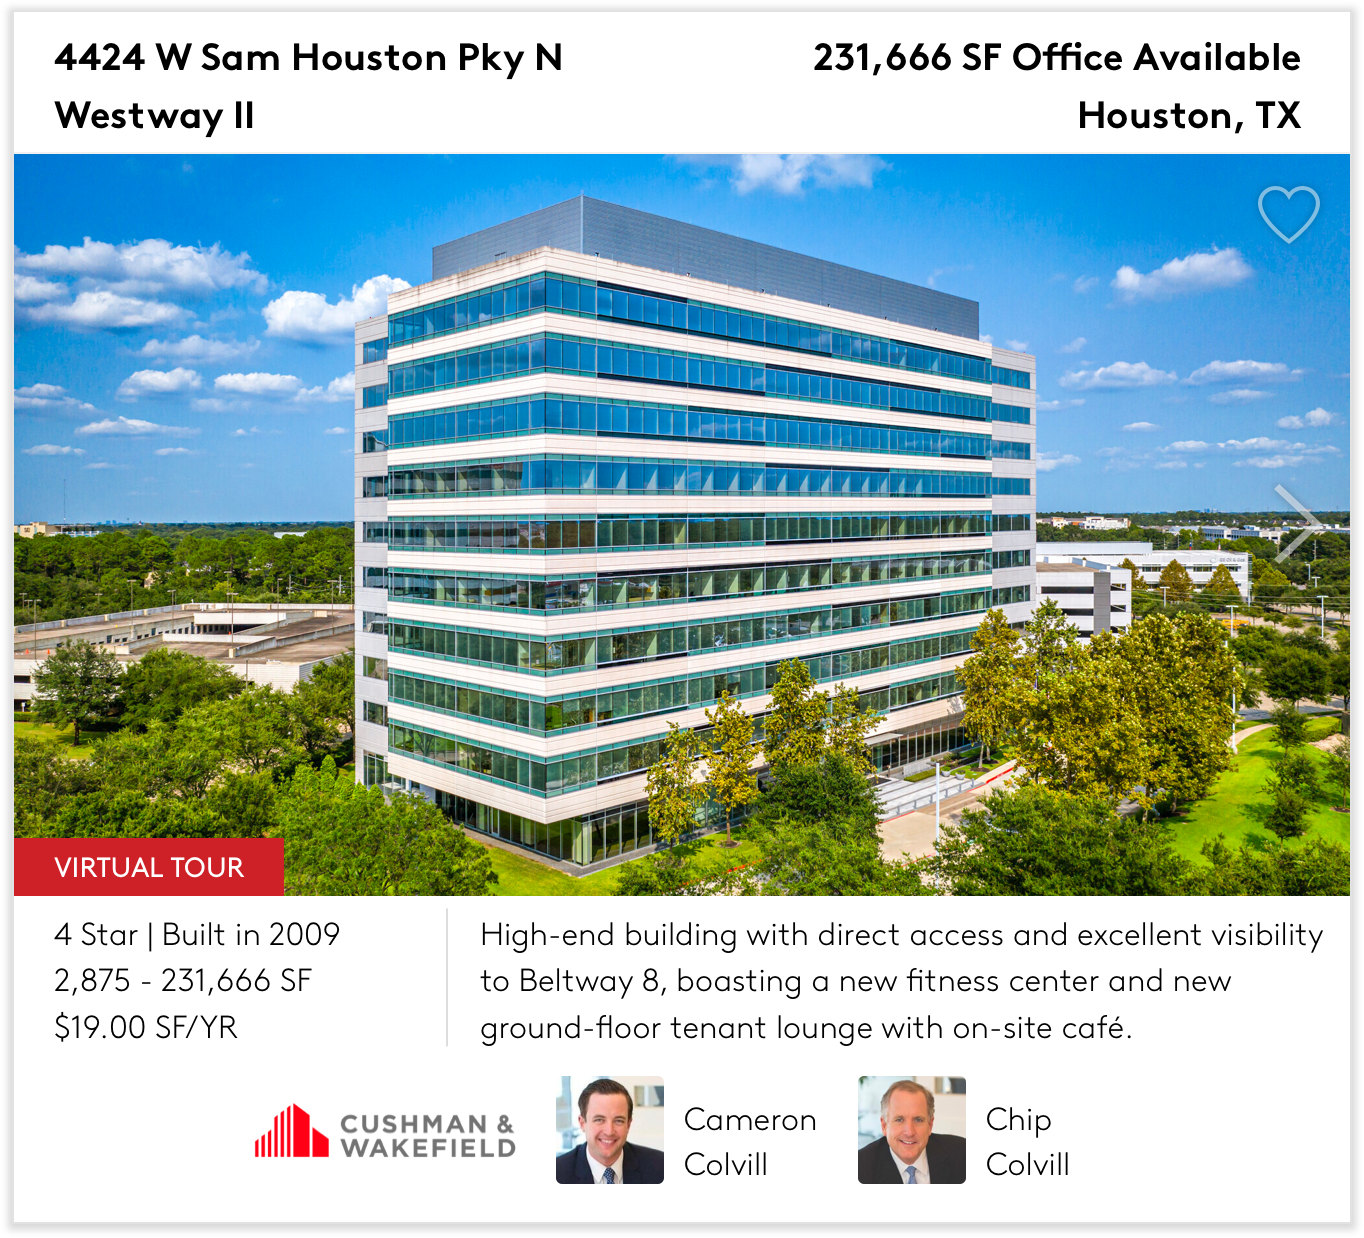 4424 W Sam Houston Pky N
Westway II
231,666 SF Office Available
Houston, TX
VIRTUAL TOUR
4 Star | Built in 2009
2,875 - 231,666 SF
$19.00 SF/YR
High-end building with direct access and excellent visibility
to Beltway 8, boasting a new fitness center and new
ground-floor tenant lounge with on-site café.
CUSHMAN &
WAKEFIELD
Cameron
Colvill
Chip
Colvill